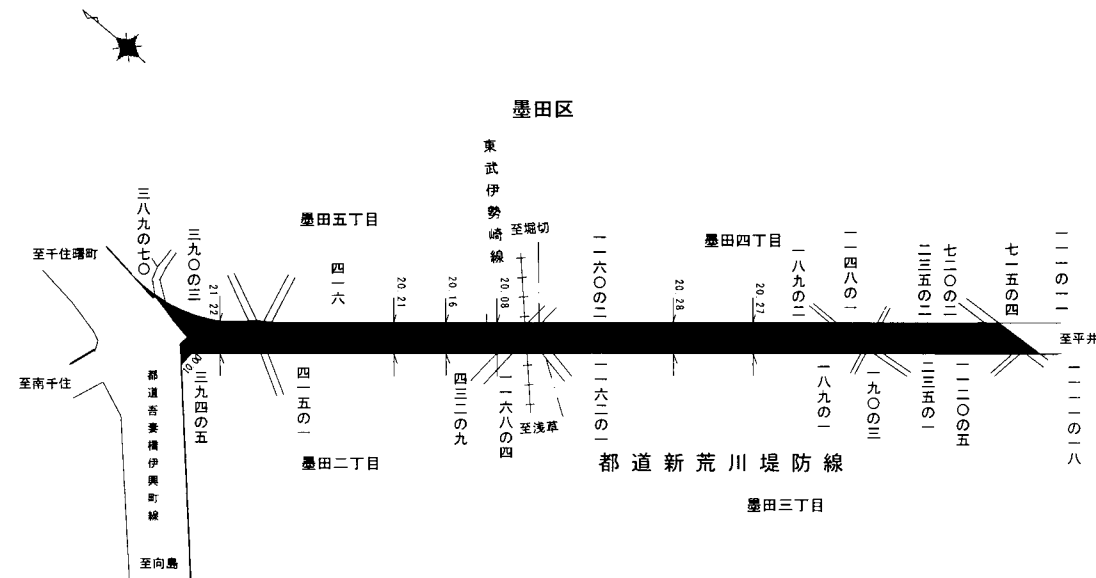 墨田区
東武伊勢崎線
至堀切
墨田五丁目
墨田四丁目
三八九の七〇
三九〇の三
至千住曙町
四一六
一一六〇の二
一八九の二
一一四八の一
二三五の二
七二〇の二
七一五の四
一一一の一一
21.22
20.21
20.16
20.08
20.28
20.27
至平井
至南千住
10.00
三九四の五
四一五の一
四三二の九
一一六八の四
至浅草
一一六二の一
一八九の一
一九〇の三
二三五の一
一一二〇の五
一一一一の一八
都道吾妻橋伊興町線
墨田二丁目
都道新荒川堤防線
墨田三丁目
至向島